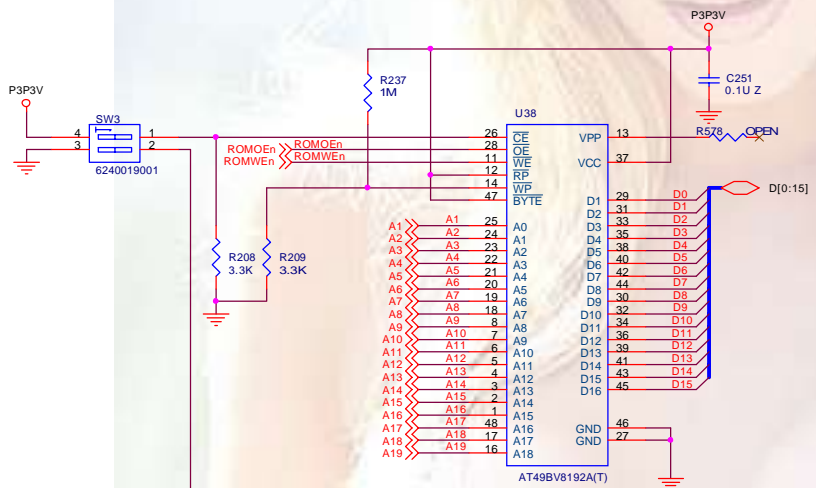 P3P3V
R237
1M
C251
0.1U Z
P3P3V
SW3
4 1
3 2
6240019001
U38
ROMOEn ROMOEn
ROMWEn ROMWEn
26 CE VPP 13 R578 OPEN
28 OE
11 WE VCC 37
12 RP
14 WP
47 BYTE
D[0:15]
R208
3.3K
R209
3.3K
A1 A1 25 A0
A2 A2 24 A1
A3 A3 23 A2
A4 A4 22 A3
A5 A5 21 A4
A6 A6 20 A5
A7 A7 19 A6
A8 A8 18 A7
A9 A9 8 A8
A10 A10 7 A9
A11 A11 6 A10
A12 A12 5 A11
A13 A13 4 A12
A14 A14 3 A13
A15 A15 2 A14
A16 A16 1 A15
A17 A17 48 A16
A18 A18 17 A17
A19 A19 16 A18
D1 29 D0
D2 31 D1
D3 33 D2
D4 35 D3
D5 38 D4
D6 40 D5
D7 42 D6
D8 44 D7
D9 30 D8
D10 32 D9
D11 34 D10
D12 36 D11
D13 39 D12
D14 41 D13
D15 43 D14
D16 45 D15
GND 46
GND 27
AT49BV8192A(T)